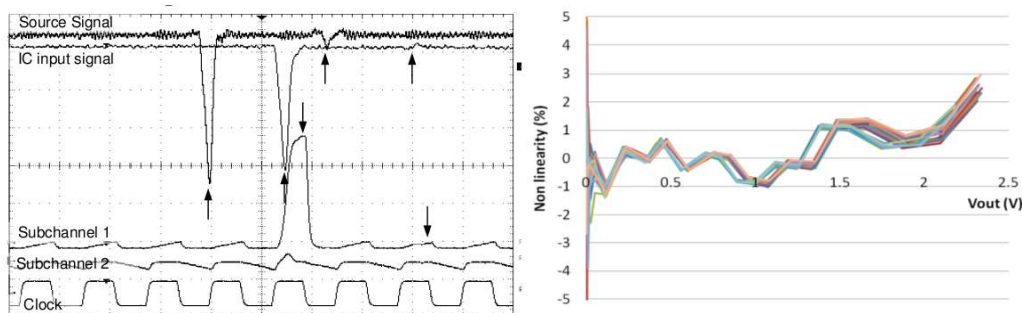 Source Signal
IC input signal
Subchannel 1
Subchannel 2
Clock
5
4
3
2
1
0
-1
-2
-3
-4
-5
Non linearity (%)
0 0.5 1 1.5 2 2.5
Vout (V)